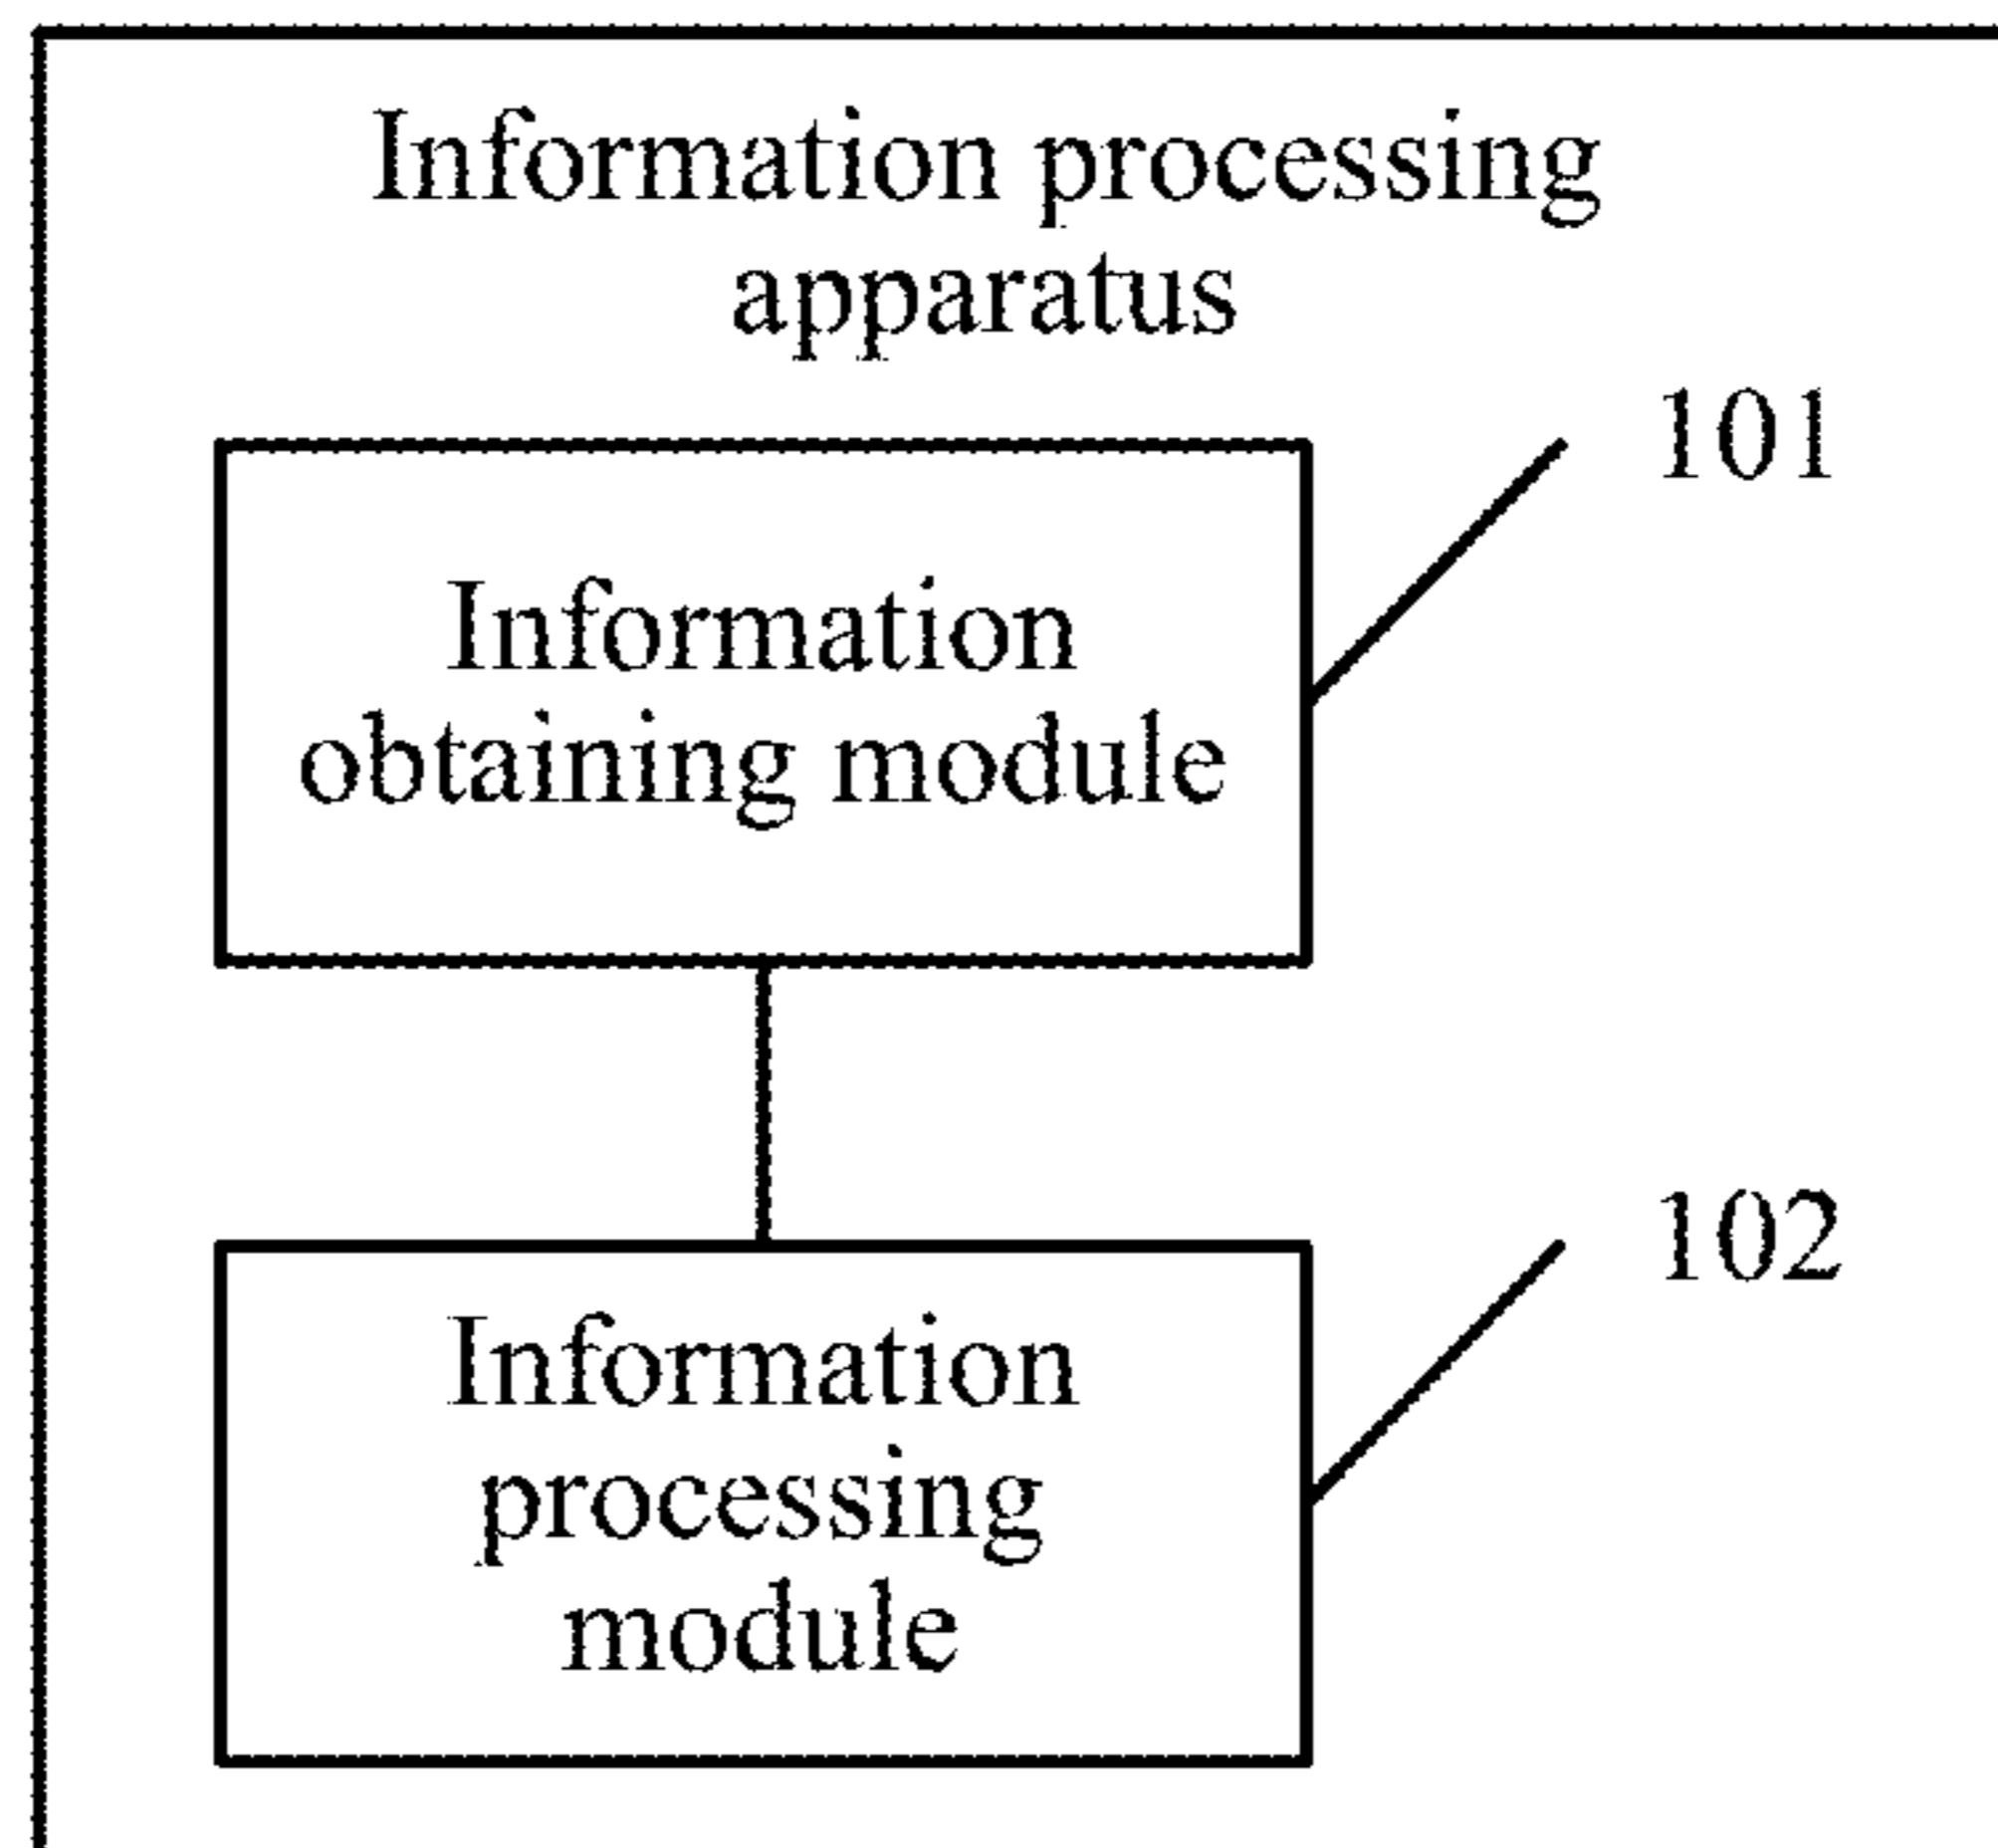 Information processing
apparatus
101
Information
obtaining module
102
Information
processing
module